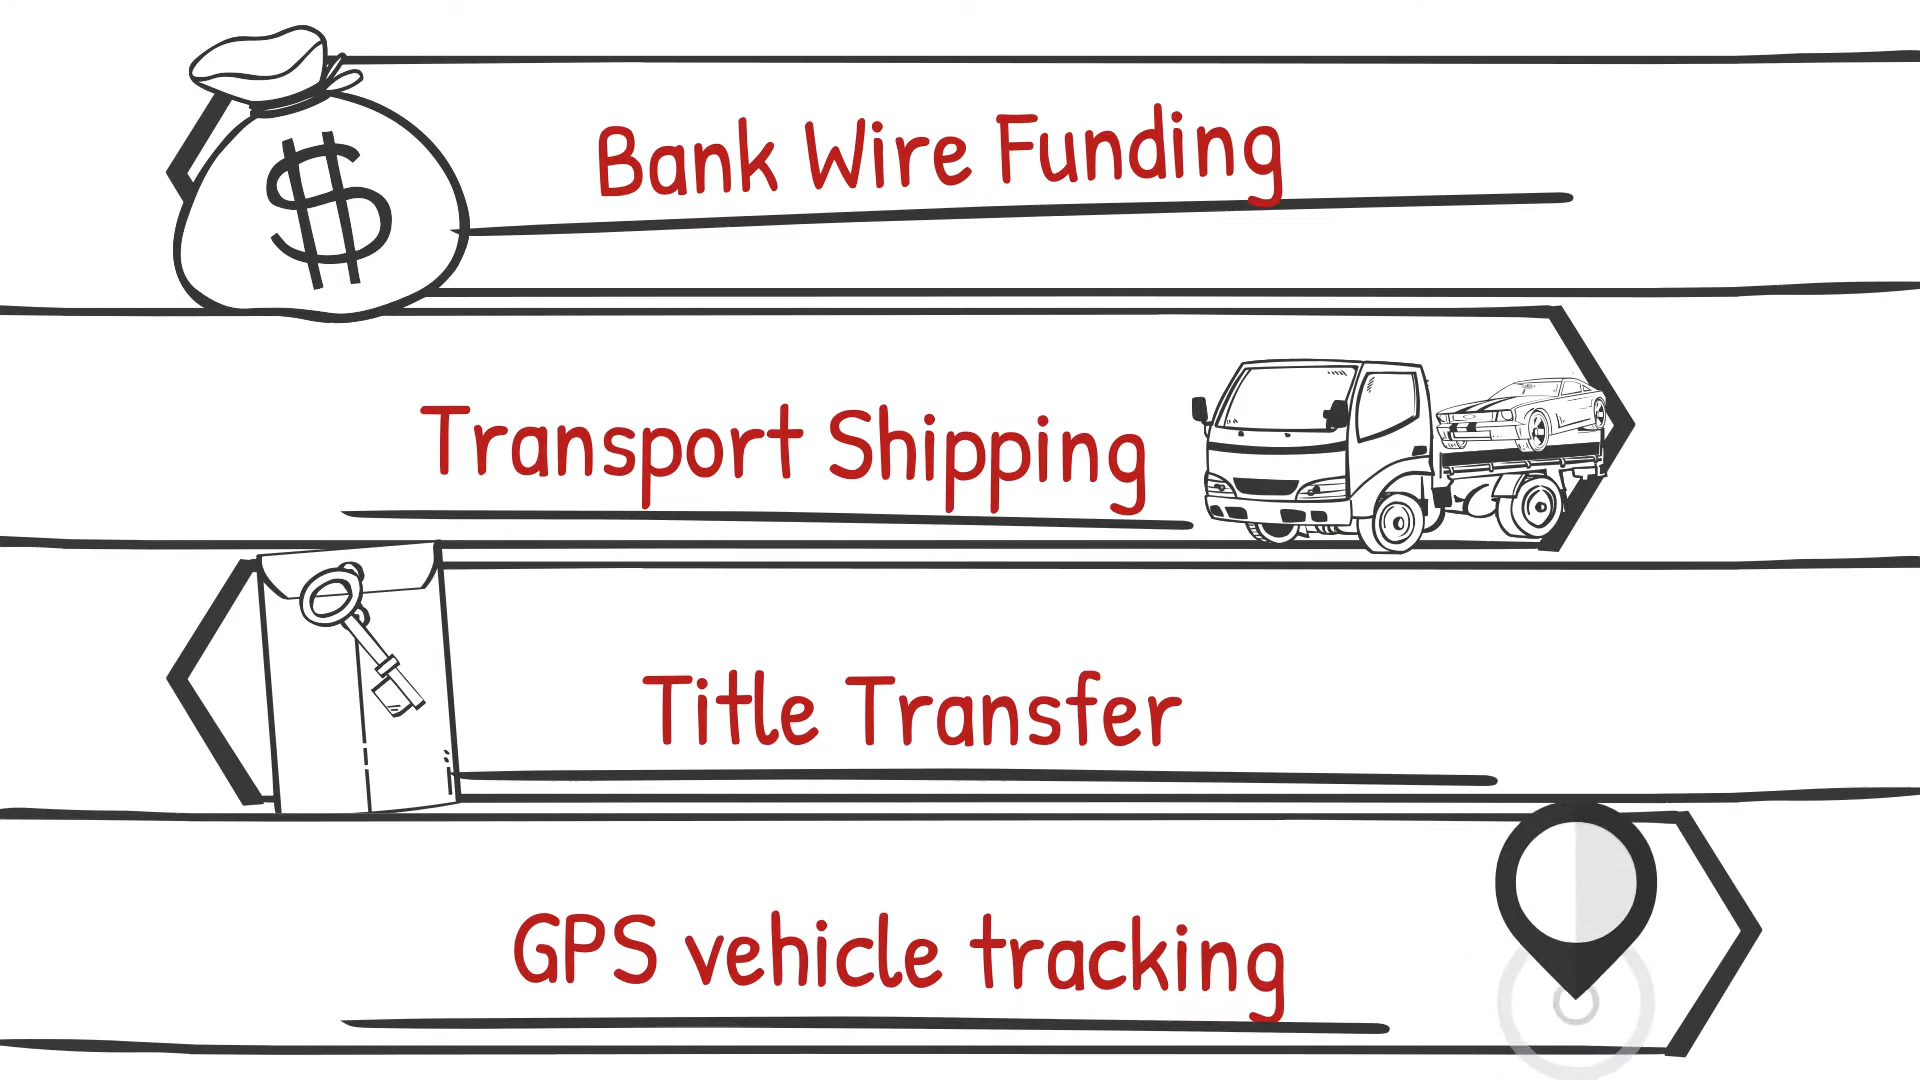 Bank Wire Funding
Transport Shipping
Title Transfer
GPS vehicle tracking